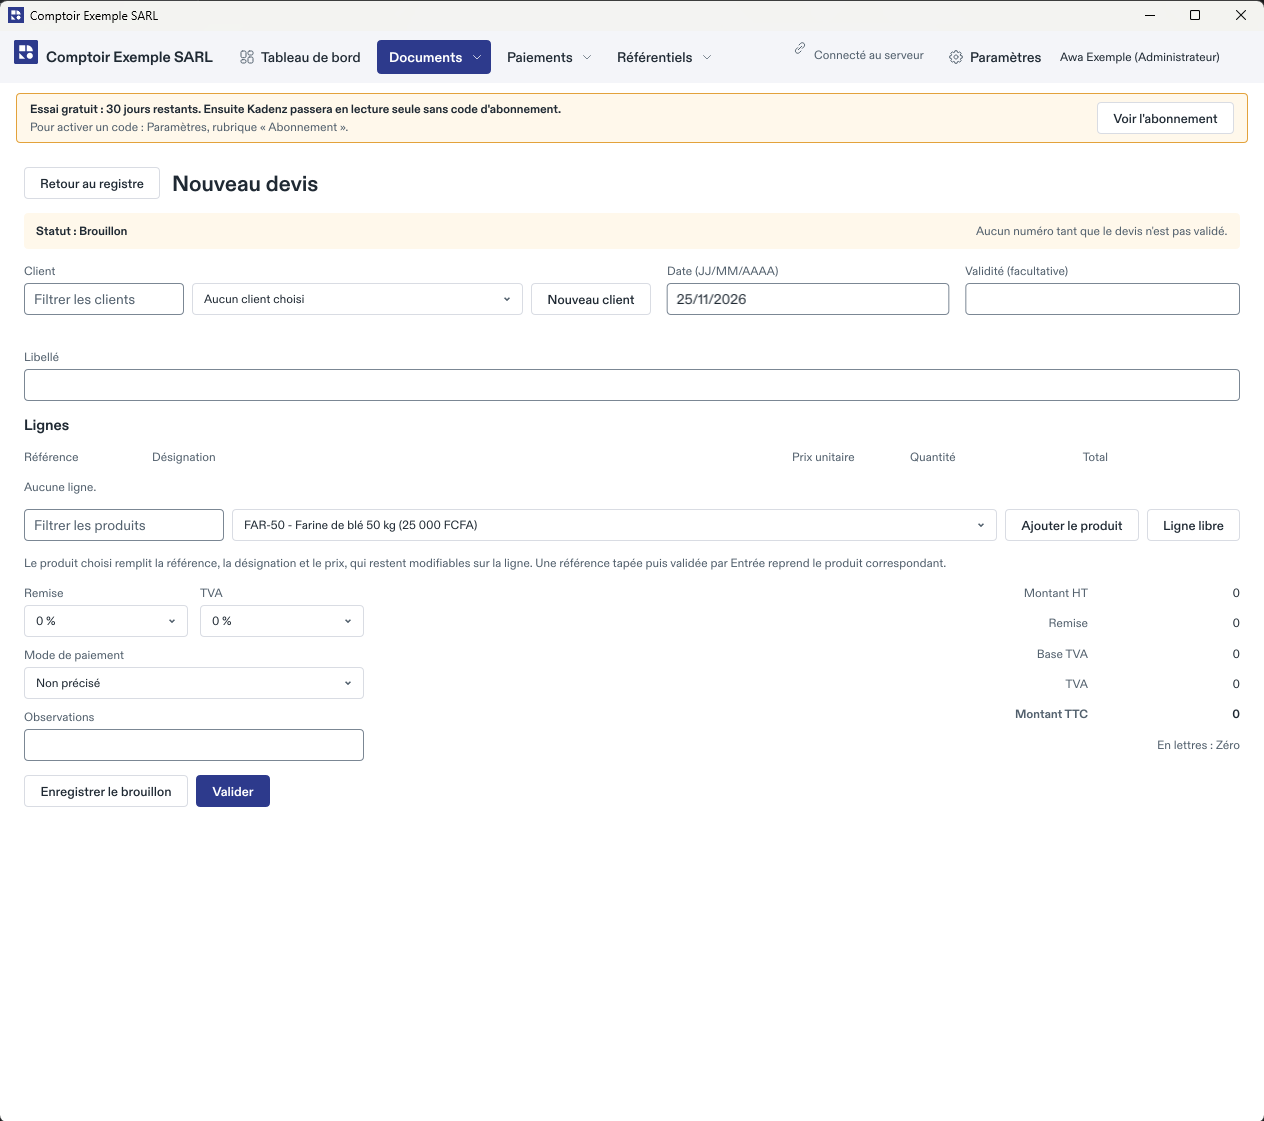 Comptoir Exemple SARL
Comptoir Exemple SARL Tableau de bord Documents Paiements Référentiels Connecté au serveur Paramètres Awa Exemple (Administrateur)
Essai gratuit : 30 jours restants. Ensuite Kadenz passera en lecture seule sans code d'abonnement.
Pour activer un code : Paramètres, rubrique « Abonnement ».
Voir l'abonnement
Retour au registre Nouveau devis
Statut : Brouillon Aucun numéro tant que le devis n'est pas validé.
Client Date (JJ/MM/AAAA) Validité (facultative)
Filtrer les clients Aucun client choisi Nouveau client 25/11/2026
Libellé
Lignes
Référence Désignation Prix unitaire Quantité Total
Aucune ligne.
Filtrer les produits FAR-50 - Farine de blé 50 kg (25 000 FCFA) Ajouter le produit Ligne libre
Le produit choisi remplit la référence, la désignation et le prix, qui restent modifiables sur la ligne. Une référence tapée puis validée par Entrée reprend le produit correspondant.
Remise TVA Montant HT 0
0 % 0 % Remise 0
Mode de paiement Base TVA 0
Non précisé TVA 0
Observations Montant TTC 0
En lettres : Zéro
Enregistrer le brouillon Valider